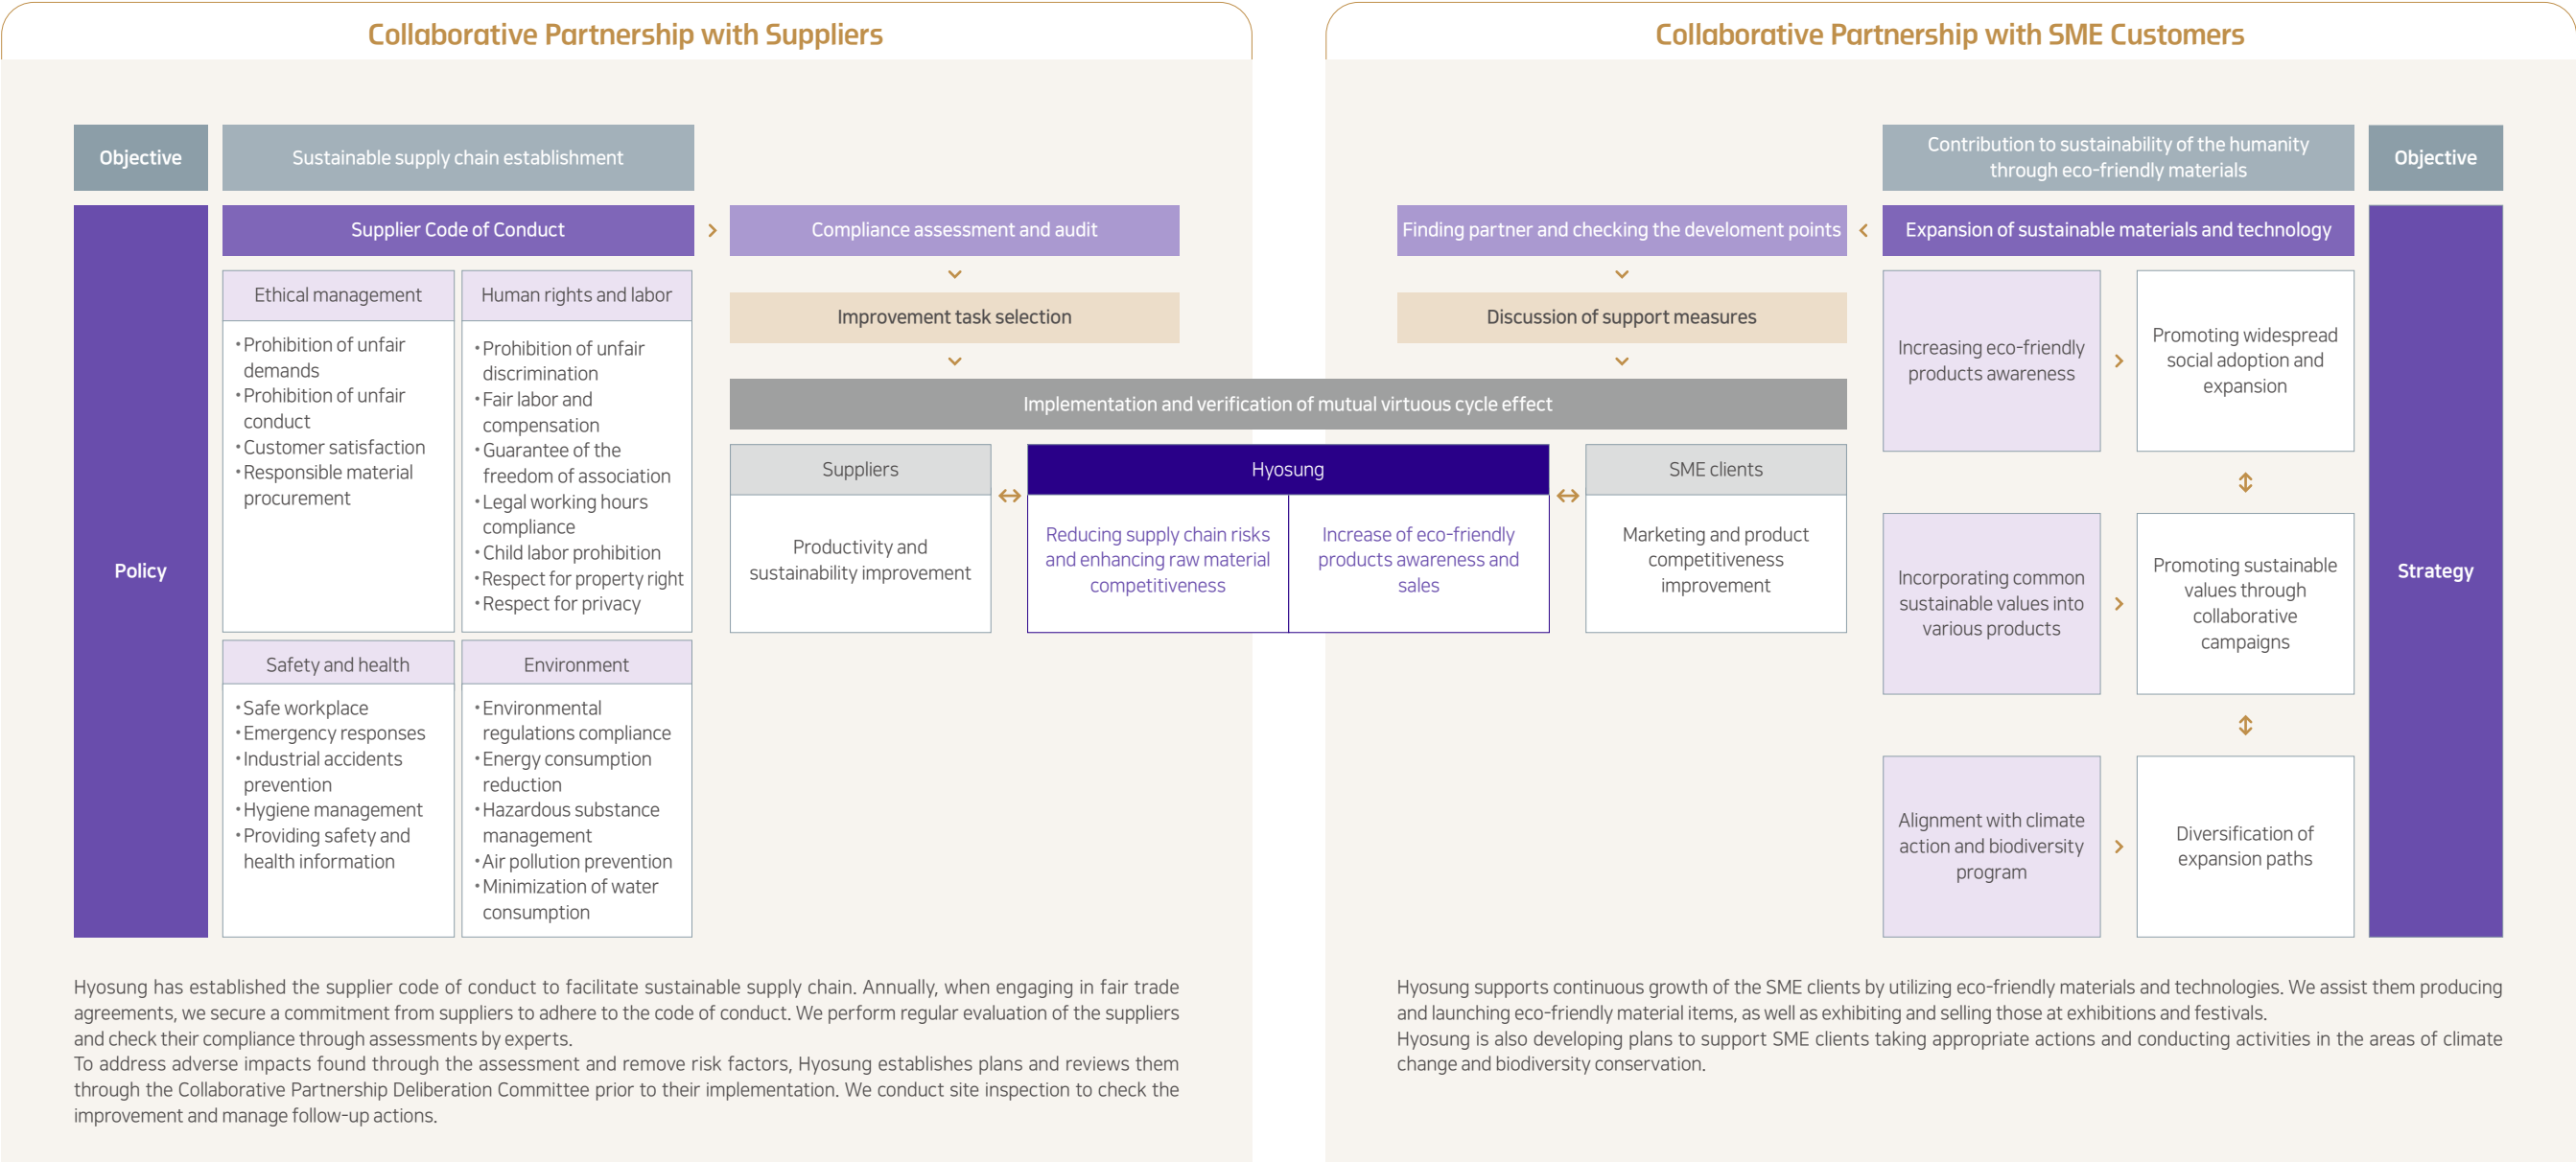 Collaborative Partnership with Suppliers
Objective
Sustainable supply chain establishment
Policy
Supplier Code of Conduct
Ethical management
·Prohibition of unfair
demands
·Prohibition of unfair
conduct
·Customer satisfaction
·Responsible material
procurement
Human rights and labor
·Prohibition of unfair
discrimination
·Fair labor and
compensation
·Guarantee of the
freedom of association
·Legal working hours
compliance
·Child labor prohibition
·Respect for property right
·Respect for privacy
Safety and health
·Safe workplace
·Emergency responses
·Industrial accidents
prevention
·Hygiene management
·Providing safety and
health information
Environment
·Environmental
regulations compliance
·Energy consumption
reduction
·Hazardous substance
management
·Air pollution prevention
·Minimization of water
consumption
Compliance assessment and audit
Improvement task selection
Collaborative Partnership with SME Customers
Contribution to sustainability of the humanity
through eco-friendly materials
Objective
Finding partner and checking the develoment points
Expansion of sustainable materials and technology
Discussion of support measures
Implementation and verification of mutual virtuous cycle effect
Suppliers
Productivity and
sustainability improvement
Hyosung
Reducing supply chain risks
and enhancing raw material
competitiveness
Increase of eco-friendly
products awareness and
sales
SME clients
Marketing and product
competitiveness
improvement
Increasing eco-friendly
products awareness
Promoting widespread
social adoption and
expansion
Incorporating common
sustainable values into
various products
Promoting sustainable
values through
collaborative
campaigns
Alignment with climate
action and biodiversity
program
Diversification of
expansion paths
Strategy
Hyosung has established the supplier code of conduct to facilitate sustainable supply chain. Annually, when engaging in fair trade
agreements, we secure a commitment from suppliers to adhere to the code of conduct. We perform regular evaluation of the suppliers
and check their compliance through assessments by experts.
To address adverse impacts found through the assessment and remove risk factors, Hyosung establishes plans and reviews them
through the Collaborative Partnership Deliberation Committee prior to their implementation. We conduct site inspection to check the
improvement and manage follow-up actions.
Hyosung supports continuous growth of the SME clients by utilizing eco-friendly materials and technologies. We assist them producing
and launching eco-friendly material items, as well as exhibiting and selling those at exhibitions and festivals.
Hyosung is also developing plans to support SME clients taking appropriate actions and conducting activities in the areas of climate
change and biodiversity conservation.